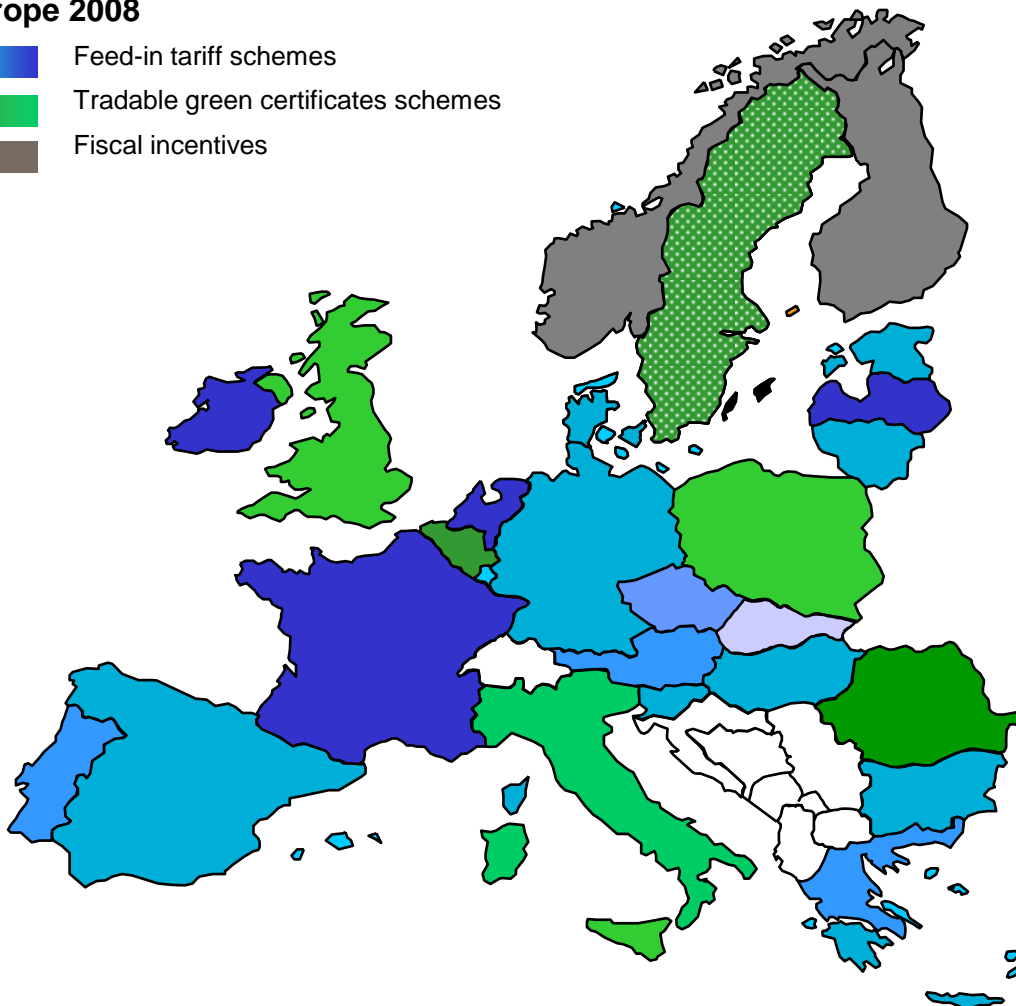 rope 2008
Feed-in tariff schemes
Tradable green certificates schemes
Fiscal incentives